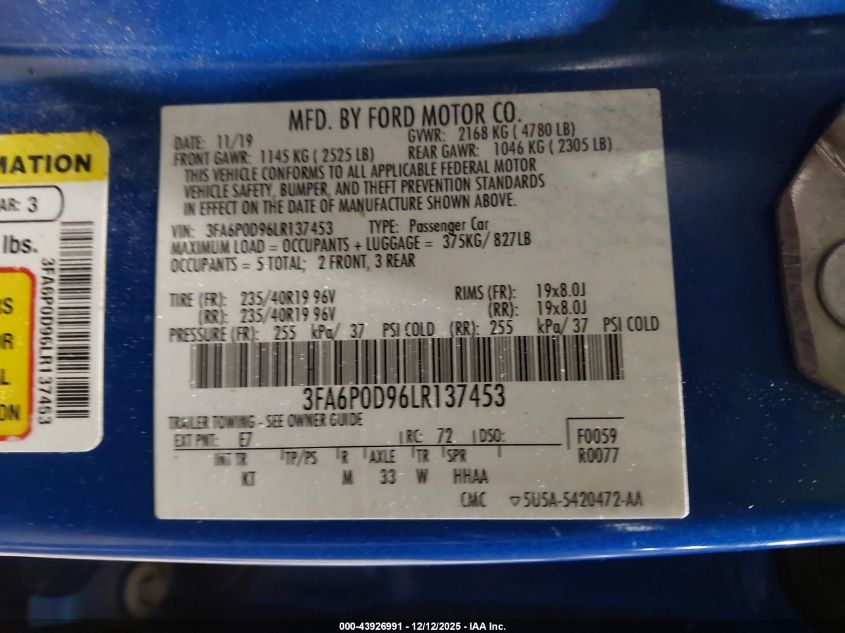 MFD. BY FORD MOTOR CO.
DATE: 11/19 GVWR: 2168 KG ( 4780 LB)
FRONT GAWR: 1145 KG ( 2525 LB) REAR GAWR: 1046 KG ( 2305 LB)
THIS VEHICLE CONFORMS TO ALL APPLICABLE FEDERAL MOTOR
VEHICLE SAFETY, BUMPER, AND THEFT PREVENTION STANDARDS
IN EFFECT ON THE DATE OF MANUFACTURE SHOWN ABOVE.
VIN: 3FA6P0D96LR137453 TYPE: Passenger Car
MAXIMUM LOAD = OCCUPANTS + LUGGAGE = 375KG/ 827LB
OCCUPANTS = 5 TOTAL; 2 FRONT, 3 REAR
TIRE (FR): 235/40R19 96V RIMS (FR): 19x8.0J
(RR): 235/40R19 96V (RR): 19x8.0J
PRESSURE (FR): 255 kPa/ 37 PSI COLD (RR): 255 kPa/ 37 PSI COLD
3FA6P0D96LR137453
TRAILER TOWING - SEE OWNER GUIDE
EXT PNT: E7 RC: 72 DSO: F0059
R0077
INT TR TP/PS R AXLE TR SPR
KT M 33 W HHAA
CMC 5U5A-5420472-AA
MATION
AR: 3
lbs.
RS
OR
AL
ON
3FA6P0D96LR137453
000-43926991 - 12/12/2025 - IAA Inc.